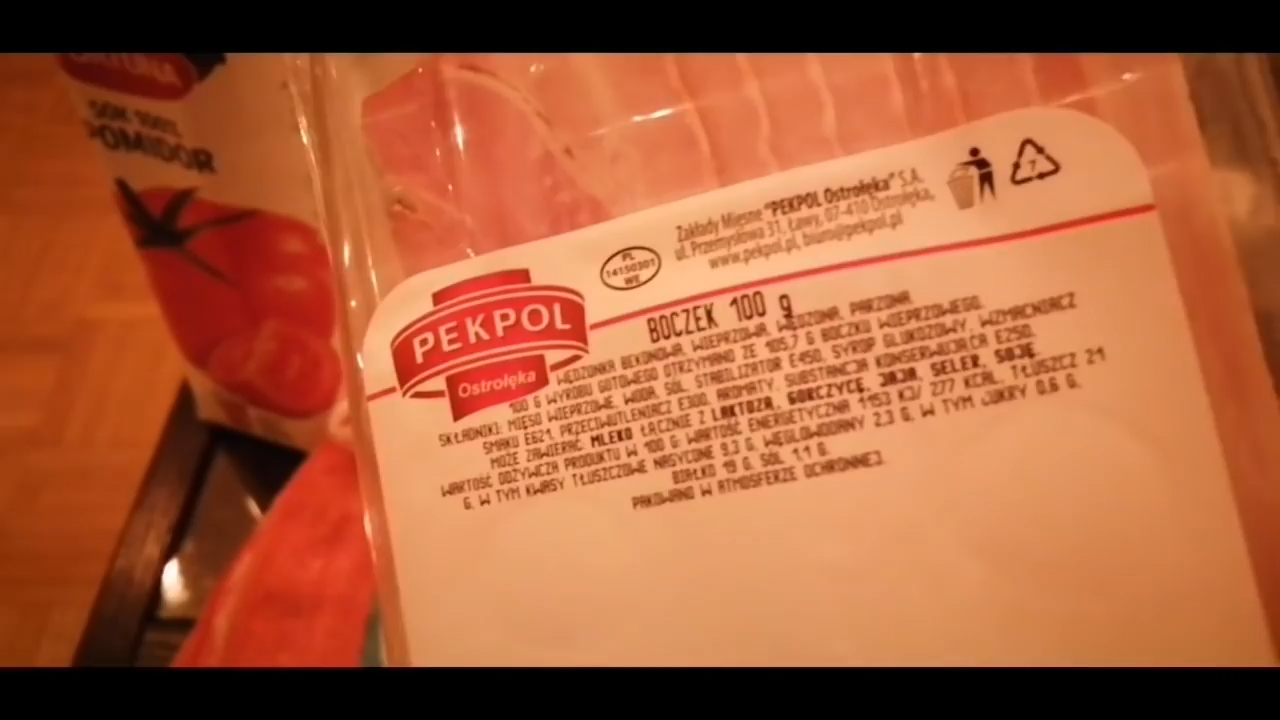 SOK 100%
POMIDOR
Zakłady Mięsne "PEKPOL Ostrołęka" S.A.
ul. Przemysłowa 31, Ławy, 07-410 Ostrołęka,
www.pekpol.pl, biuro@pekpol.pl
PL
14150301
WE
7
PEKPOL
Ostrołęka
BOCZEK 100 g
WĘDZONKA BEKONOWA, WIEPRZOWA, WĘDZONA, PARZONA.
100 G WYROBU GOTOWEGO OTRZYMANO ZE 105,7 G BOCZKU WIEPRZOWEGO.
SKŁADNIKI: MIĘSO WIEPRZOWE, WODA, SÓL, STABILIZATOR E450, SYROP GLUKOZOWY, WZMACNIACZ
SMAKU E621, PRZECIWUTLENIACZ E300, AROMATY, SUBSTANCJA KONSERWUJĄCA E250.
MOŻE ZAWIERAĆ: MLEKO ŁĄCZNIE Z LAKTOZĄ, GORCZYCĘ, JAJA, SELER, SOJĘ.
WARTOŚĆ ODŻYWCZA PRODUKTU W 100 G: WARTOŚĆ ENERGETYCZNA 1153 KJ/ 277 KCAL, TŁUSZCZ 21
G, W TYM KWASY TŁUSZCZOWE NASYCONE 9,3 G, WĘGLOWODANY 2,3 G, W TYM CUKRY 0,6 G,
BIAŁKO 19 G, SÓL 1,1 G.
PAKOWANO W ATMOSFERZE OCHRONNEJ.